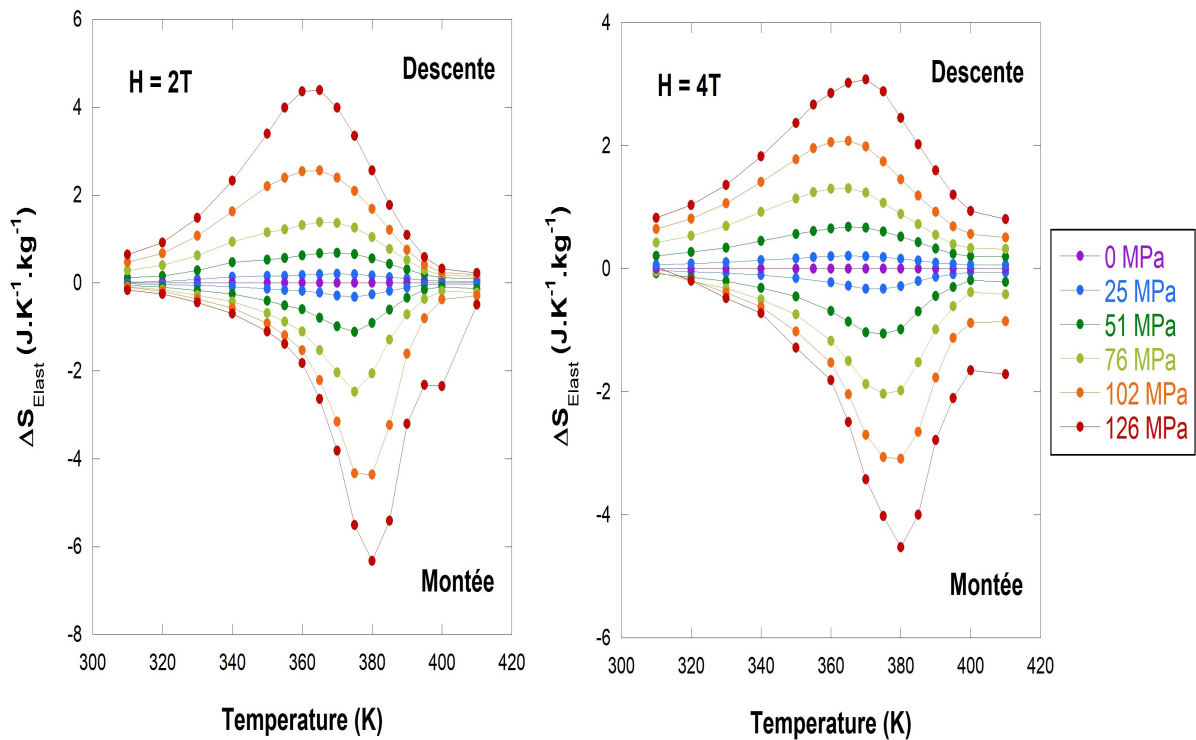 H = 2T
Descente
Montée
6
4
2
0
-2
-4
-6
-8
300 320 340 360 380 400 420
ΔS_Elast (J.K⁻¹.kg⁻¹)
Temperature (K)
H = 4T
Descente
Montée
4
2
0
-2
-4
-6
300 320 340 360 380 400 420
ΔS_Elast (J.K⁻¹.kg⁻¹)
Temperature (K)
0 MPa
25 MPa
51 MPa
76 MPa
102 MPa
126 MPa